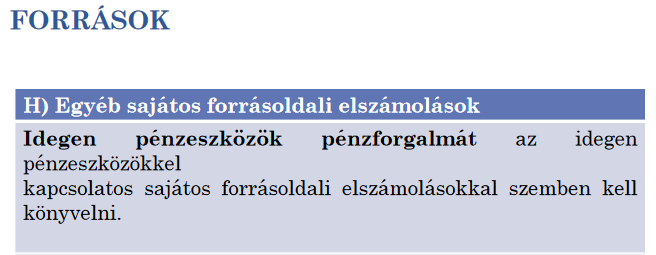 FORRÁSOK
H) Egyéb sajátos forrásoldali elszámolások
Idegen pénzeszközök pénzforgalmát az idegen
pénzeszközökkel
kapcsolatos sajátos forrásoldali elszámolásokkal szemben kell
könyvelni.